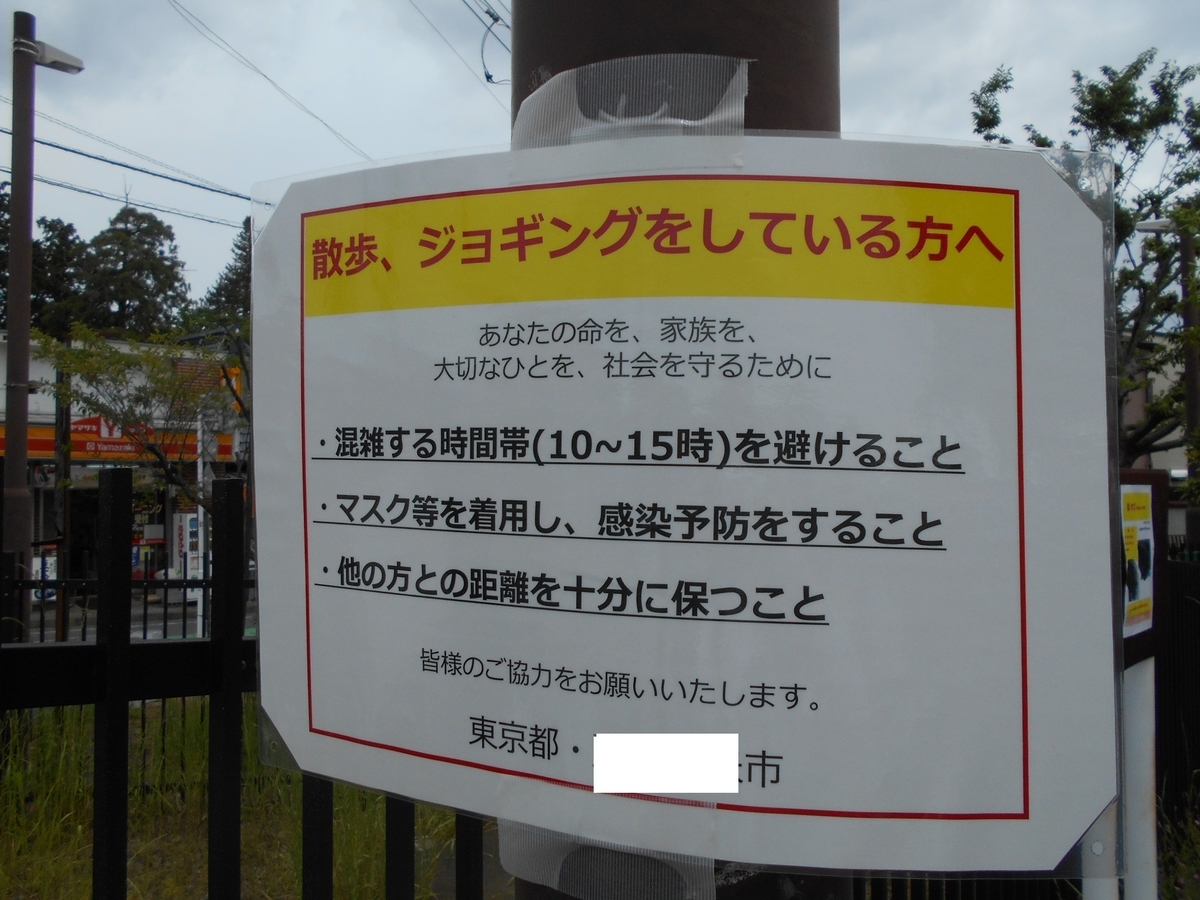 散歩、ジョギングをしている方へ
あなたの命を、家族を、
大切なひとを、社会を守るために
・混雑する時間帯(10~15時)を避けること
・マスク等を着用し、感染予防をすること
・他の方との距離を十分に保つこと
皆様のご協力をお願いいたします。
東京都・
市
ヤマザキ
Yamazaki